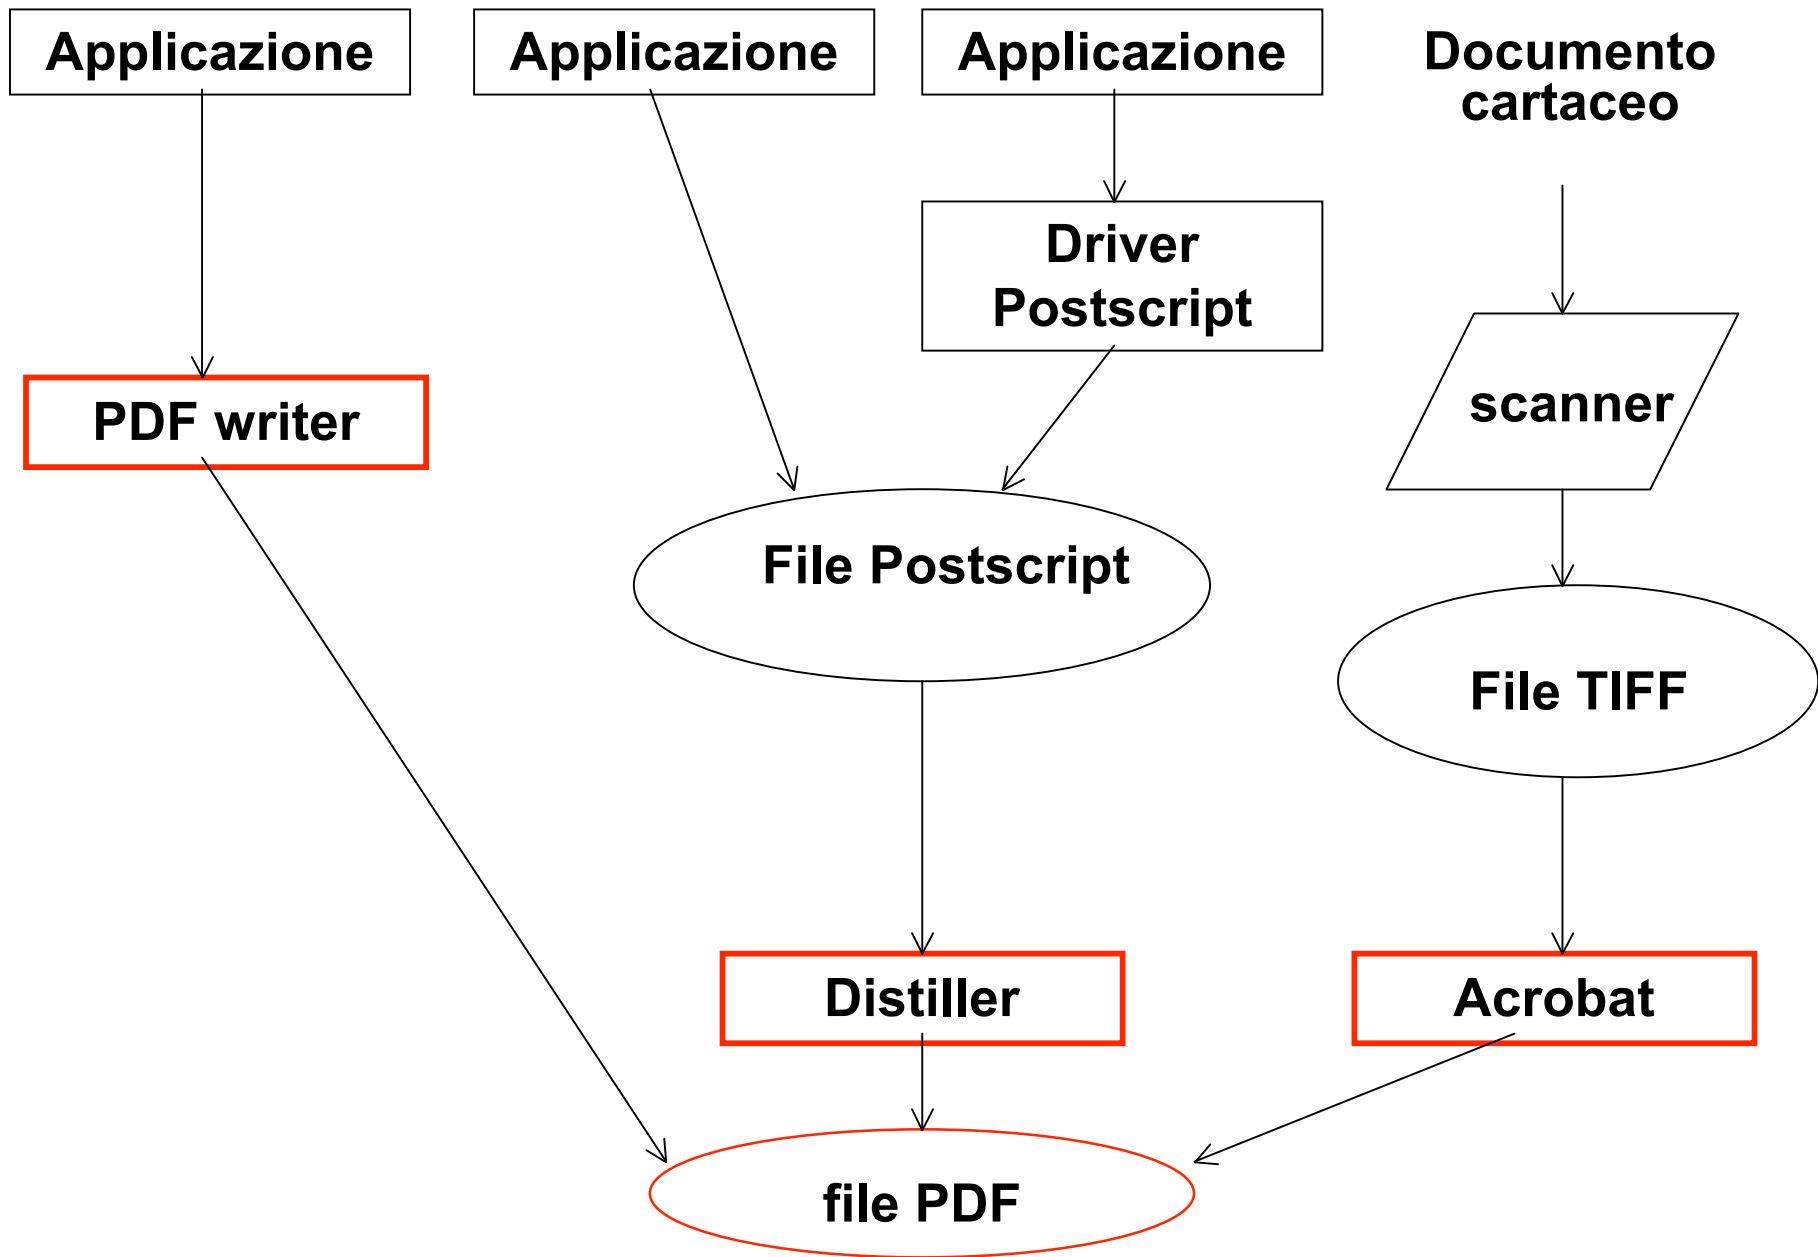 Applicazione
Applicazione
Applicazione
Documento
cartaceo
Driver
Postscript
PDF writer
scanner
File Postscript
File TIFF
Distiller
Acrobat
file PDF